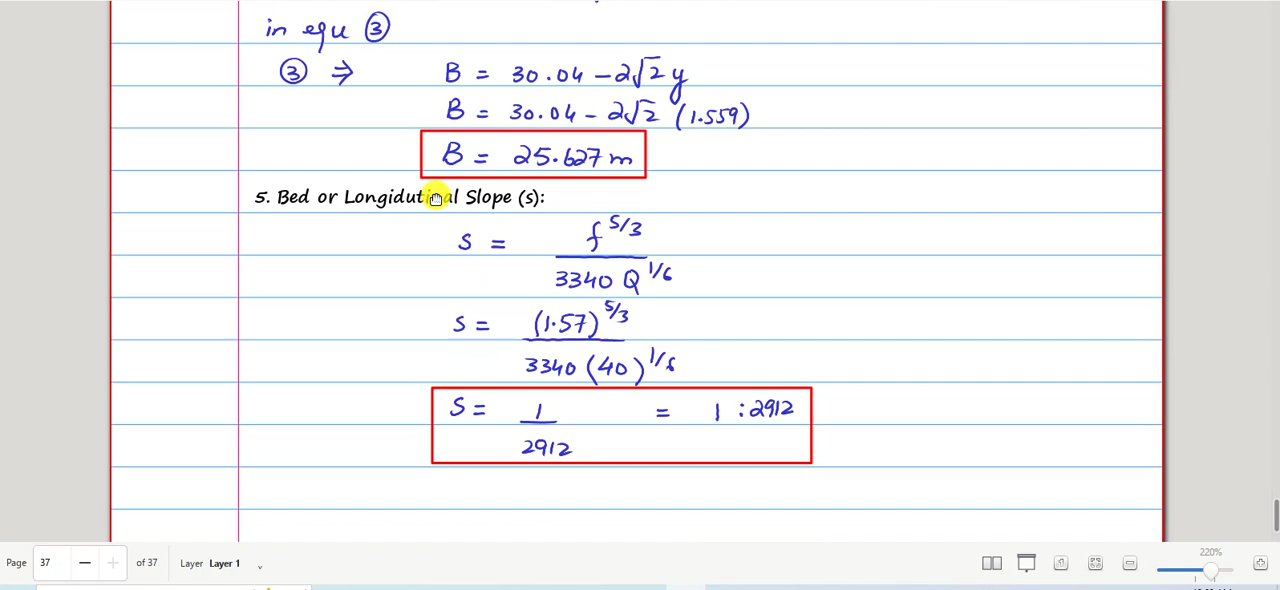 in equ ③
③ ⇒ B = 30.04 - 2√2 y
B = 30.04 - 2√2 (1.559)
B = 25.627 m
5. Bed or Longidutinal Slope (s):
S = f^5/3 / 3340 Q^1/6
S = (1.57)^5/3 / 3340 (40)^1/6
S = 1/2912 = 1 : 2912
Page 37 of 37 Layer Layer 1 220%